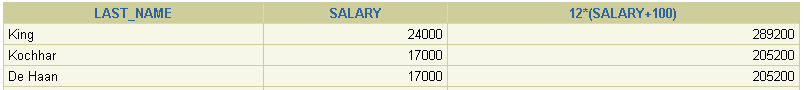 LAST_NAME SALARY 12*(SALARY+100)
King 24000 289200
Kochhar 17000 205200
De Haan 17000 205200